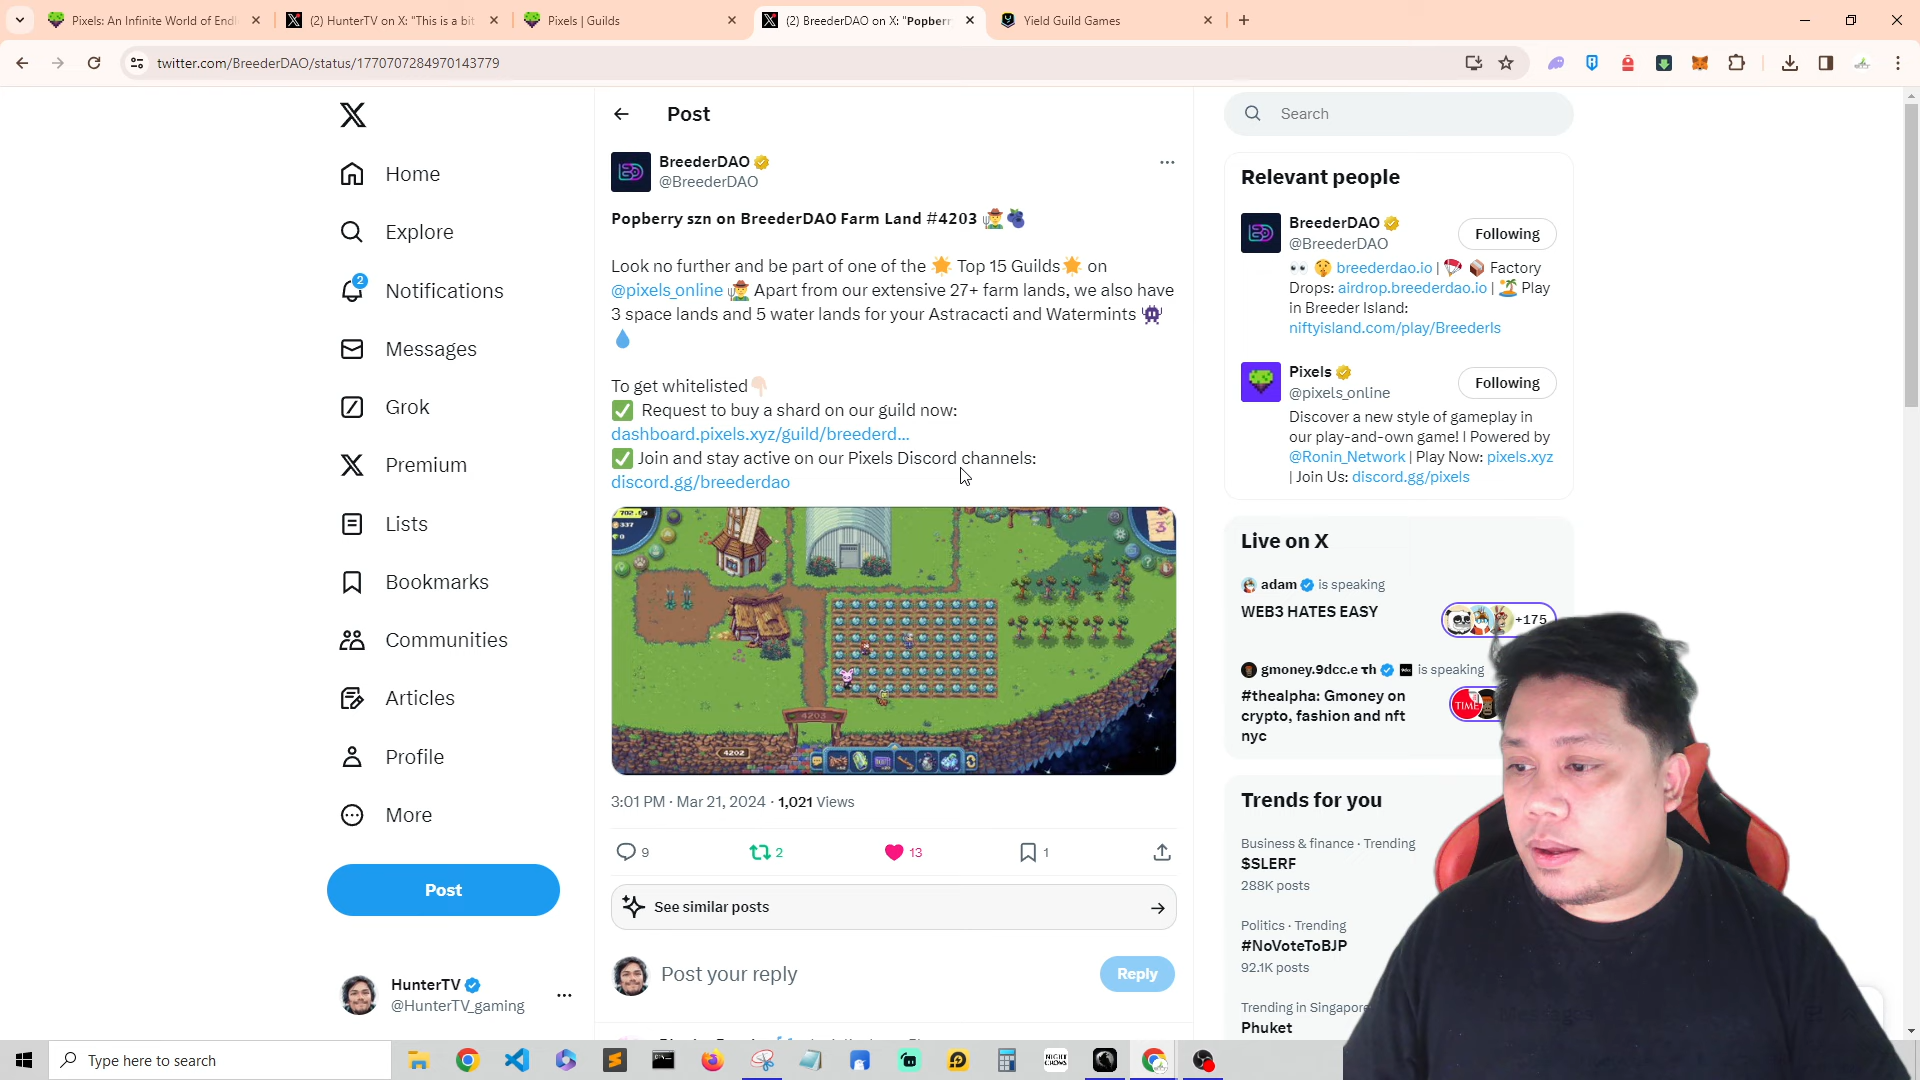 Pixels: An Infinite World of Endl
(2) HunterTV on X: "This is a bit
Pixels | Guilds
(2) BreederDAO on X: "Popberr
Yield Guild Games
twitter.com/BreederDAO/status/1770707284970143779
Home
Explore
2
Notifications
Messages
Grok
Premium
Lists
Bookmarks
Communities
Articles
Profile
More
Post
HunterTV
@HunterTV_gaming
Post
BreederDAO
@BreederDAO
Popberry szn on BreederDAO Farm Land #4203
Look no further and be part of one of the 🌟 Top 15 Guilds🌟 on
@pixels_online 🧑‍🌾 Apart from our extensive 27+ farm lands, we also have
3 space lands and 5 water lands for your Astracacti and Watermints 👾
💧
To get whitelisted👇🏻
✅ Request to buy a shard on our guild now:
dashboard.pixels.xyz/guild/breederd...
✅ Join and stay active on our Pixels Discord channels:
discord.gg/breederdao
337
3
4203
4202
3:01 PM · Mar 21, 2024 · 1,021 Views
9
2
13
1
See similar posts
Post your reply
Reply
Search
Relevant people
BreederDAO
@BreederDAO
Following
👀 🤫 breederdao.io | 🪂 📦 Factory
Drops: airdrop.breederdao.io | 🏝️ Play
in Breeder Island:
niftyisland.com/play/BreederIs
Pixels
@pixels_online
Following
Discover a new style of gameplay in
our play-and-own game! l Powered by
@Ronin_Network | Play Now: pixels.xyz
| Join Us: discord.gg/pixels
Live on X
adam is speaking
WEB3 HATES EASY
+175
gmoney.9dcc.e τh is speaking
#thealpha: Gmoney on
crypto, fashion and nft
nyc
TIME
Trends for you
Business & finance · Trending
$SLERF
288K posts
Politics · Trending
#NoVoteToBJP
92.1K posts
Trending in Singapore
Phuket
Type here to search
NIGHT
CROWS